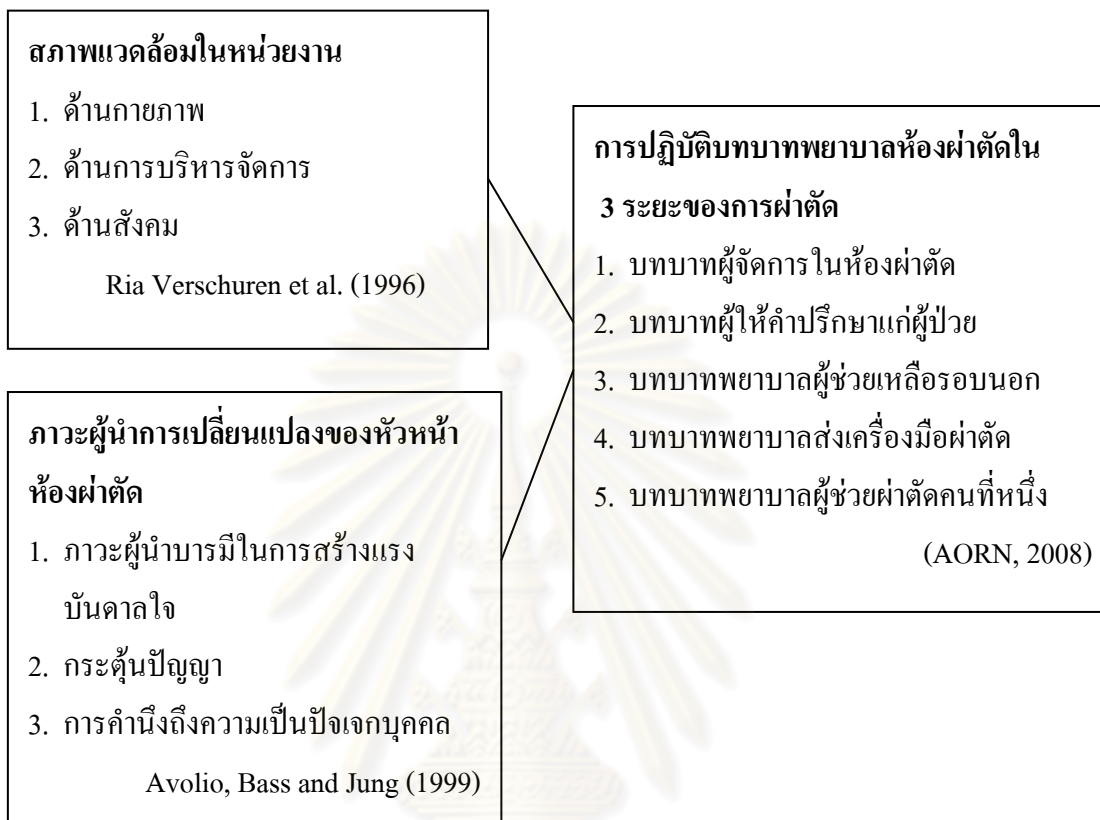 สภาพแวดล้อมในหน่วยงาน
1. ด้านกายภาพ
2. ด้านการบริหารจัดการ
3. ด้านสังคม
Ria Verschuren et al. (1996)
ภาวะผู้นำการเปลี่ยนแปลงของหัวหน้า
ห้องผ่าตัด
1. ภาวะผู้นำบารมีในการสร้างแรง
บันดาลใจ
2. กระตุ้นปัญญา
3. การคำนึงถึงความเป็นปัจเจกบุคคล
Avolio, Bass and Jung (1999)
การปฏิบัติบทบาทพยาบาลห้องผ่าตัดใน
3 ระยะของการผ่าตัด
1. บทบาทผู้จัดการในห้องผ่าตัด
2. บทบาทผู้ให้คำปรึกษาแก่ผู้ป่วย
3. บทบาทพยาบาลผู้ช่วยเหลือรอบนอก
4. บทบาทพยาบาลส่งเครื่องมือผ่าตัด
5. บทบาทพยาบาลผู้ช่วยผ่าตัดคนที่หนึ่ง
(AORN, 2008)